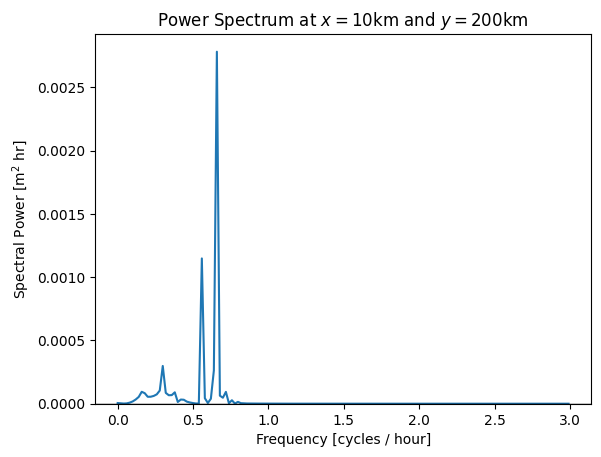 Power Spectrum at x = 10km and y = 200km
Spectral Power [m² hr]
0.0025
0.0020
0.0015
0.0010
0.0005
0.0000
0.0 0.5 1.0 1.5 2.0 2.5 3.0
Frequency [cycles / hour]